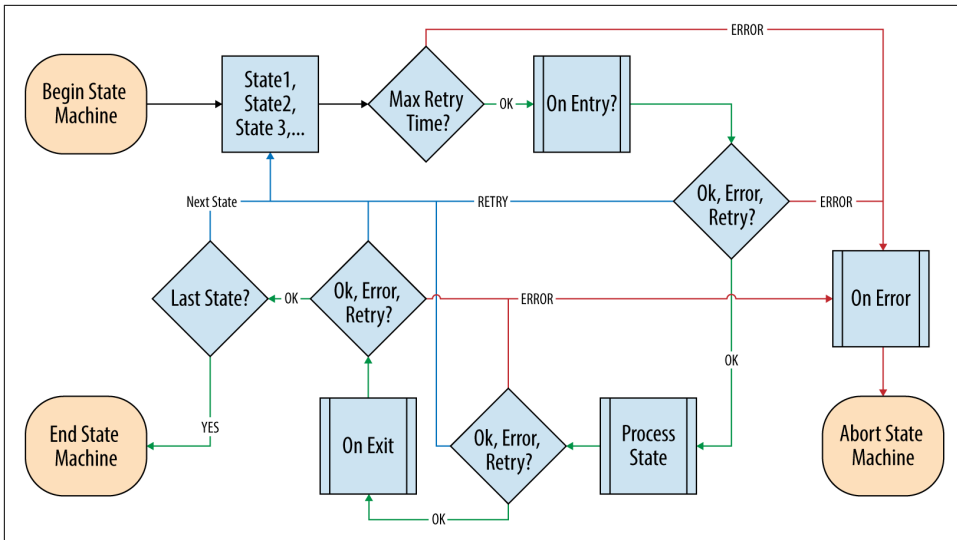 ERROR
Begin State
Machine
State1,
State2,
State 3,...
Max Retry
Time?
OK
On Entry?
Next State
RETRY
Ok, Error,
Retry?
ERROR
Last State?
OK
Ok, Error,
Retry?
ERROR
On Error
OK
YES
End State
Machine
On Exit
Ok, Error,
Retry?
Process
State
Abort State
Machine
OK